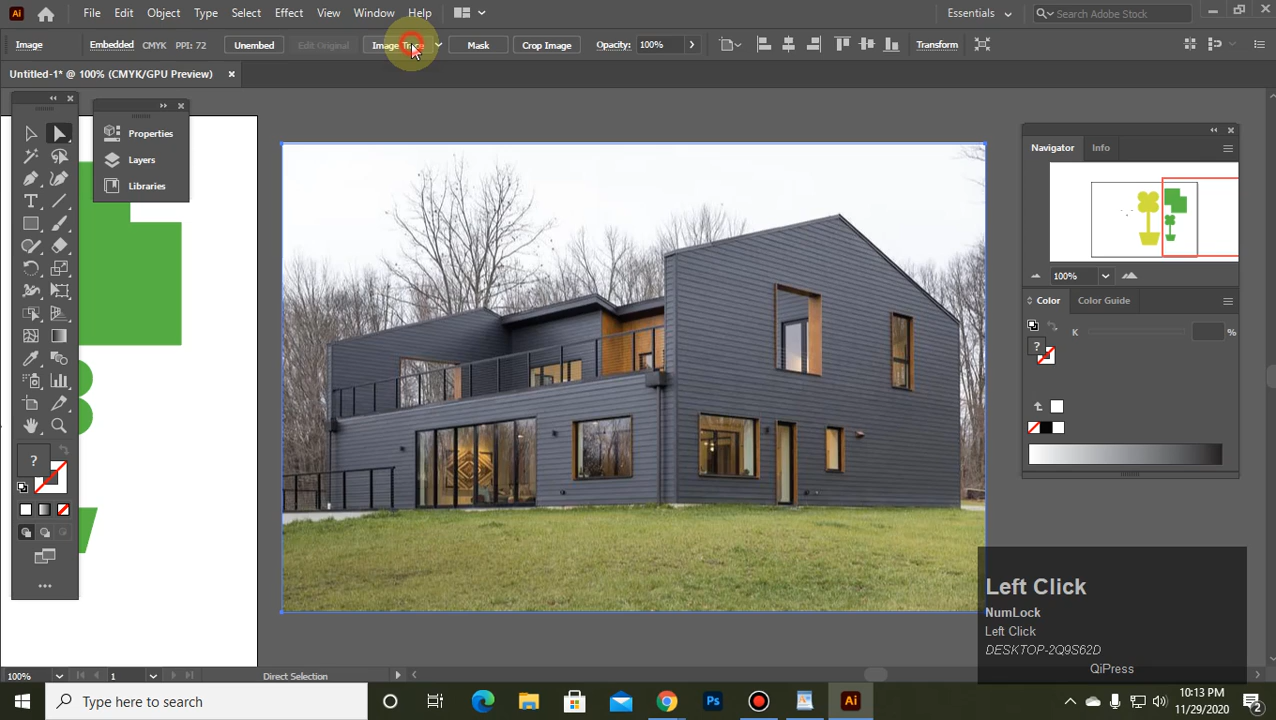 Ai File Edit Object Type Select Effect View Window Help Essentials Search Adobe Stock
Image Embedded CMYK PPI: 72 Unembed Edit Original Image Trace Mask Crop Image Opacity: 100% Transform
Untitled-1* @ 100% (CMYK/GPU Preview)
Properties
Layers
Libraries
Navigator Info
100%
Color Color Guide
K %
?
T
?
Left Click
NumLock
Left Click
DESKTOP-2Q9S62D
QiPress
100% 1 Direct Selection
Type here to search
Ps
Ai
10:13 PM
11/29/2020
2